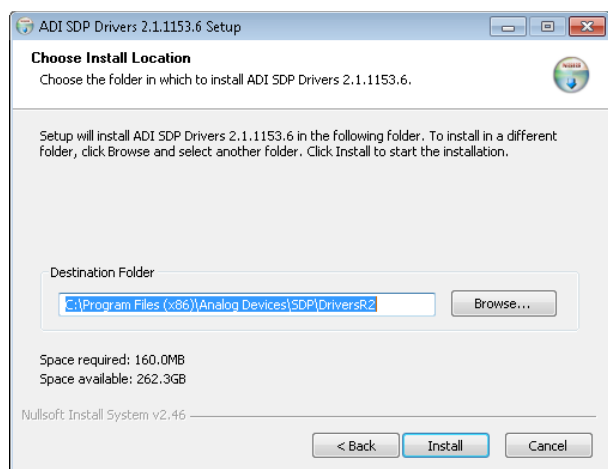 ADI SDP Drivers 2.1.1153.6 Setup
Choose Install Location
Choose the folder in which to install ADI SDP Drivers 2.1.1153.6.
Setup will install ADI SDP Drivers 2.1.1153.6 in the following folder. To install in a different
folder, click Browse and select another folder. Click Install to start the installation.
Destination Folder
C:\Program Files (x86)\Analog Devices\SDP\DriversR2
Browse...
Space required: 160.0MB
Space available: 262.3GB
Nullsoft Install System v2.46
< Back
Install
Cancel